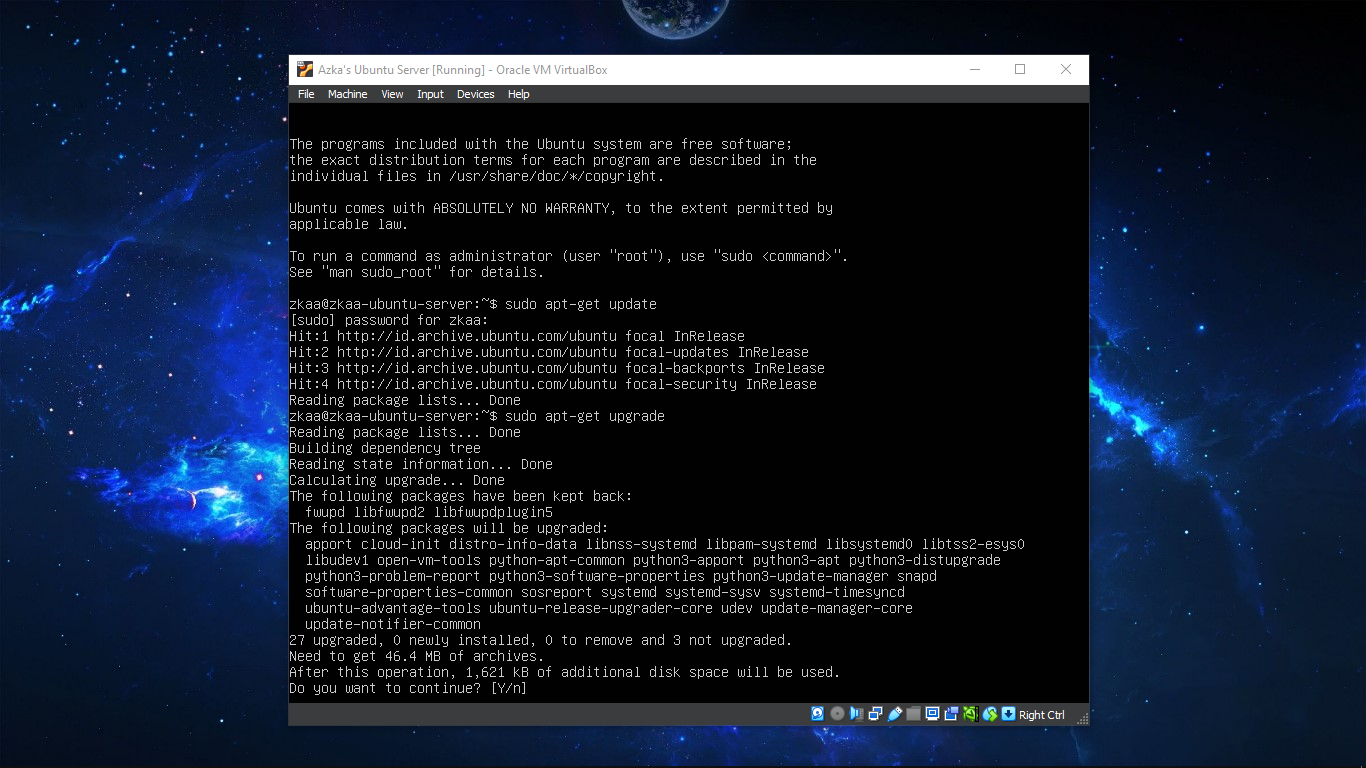 Azka's Ubuntu Server [Running] - Oracle VM VirtualBox
File Machine View Input Devices Help
The programs included with the Ubuntu system are free software;
the exact distribution terms for each program are described in the
individual files in /usr/share/doc/*/copyright.
Ubuntu comes with ABSOLUTELY NO WARRANTY, to the extent permitted by
applicable law.
To run a command as administrator (user "root"), use "sudo <command>".
See "man sudo_root" for details.
zkaa@zkaa-ubuntu-server:~$ sudo apt-get update
[sudo] password for zkaa:
Hit:1 http://id.archive.ubuntu.com/ubuntu focal InRelease
Hit:2 http://id.archive.ubuntu.com/ubuntu focal-updates InRelease
Hit:3 http://id.archive.ubuntu.com/ubuntu focal-backports InRelease
Hit:4 http://id.archive.ubuntu.com/ubuntu focal-security InRelease
Reading package lists... Done
zkaa@zkaa-ubuntu-server:~$ sudo apt-get upgrade
Reading package lists... Done
Building dependency tree
Reading state information... Done
Calculating upgrade... Done
The following packages have been kept back:
  fwupd libfwupd2 libfwupdplugin5
The following packages will be upgraded:
  apport cloud-init distro-info-data libnss-systemd libpam-systemd libsystemd0 libtss2-esys0
  libudev1 open-vm-tools python-apt-common python3-apport python3-apt python3-distupgrade
  python3-problem-report python3-software-properties python3-update-manager snapd
  software-properties-common sosreport systemd systemd-sysv systemd-timesyncd
  ubuntu-advantage-tools ubuntu-release-upgrader-core udev update-manager-core
  update-notifier-common
27 upgraded, 0 newly installed, 0 to remove and 3 not upgraded.
Need to get 46.4 MB of archives.
After this operation, 1,621 kB of additional disk space will be used.
Do you want to continue? [Y/n]
Right Ctrl